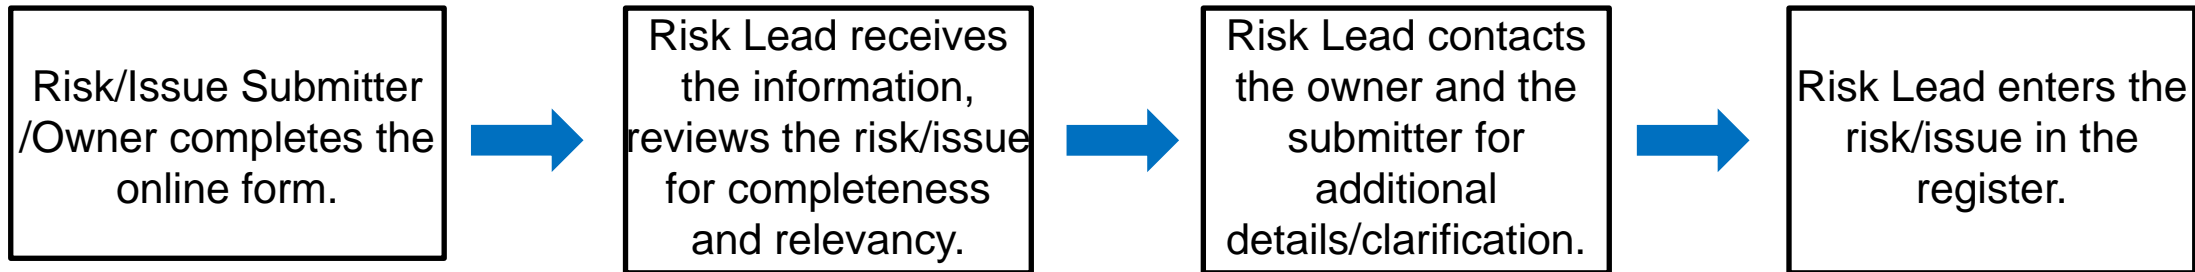 Risk/Issue Submitter
/Owner completes the
online form.
Risk Lead receives
the information,
reviews the risk/issue
for completeness
and relevancy.
Risk Lead contacts
the owner and the
submitter for
additional
details/clarification.
Risk Lead enters the
risk/issue in the
register.